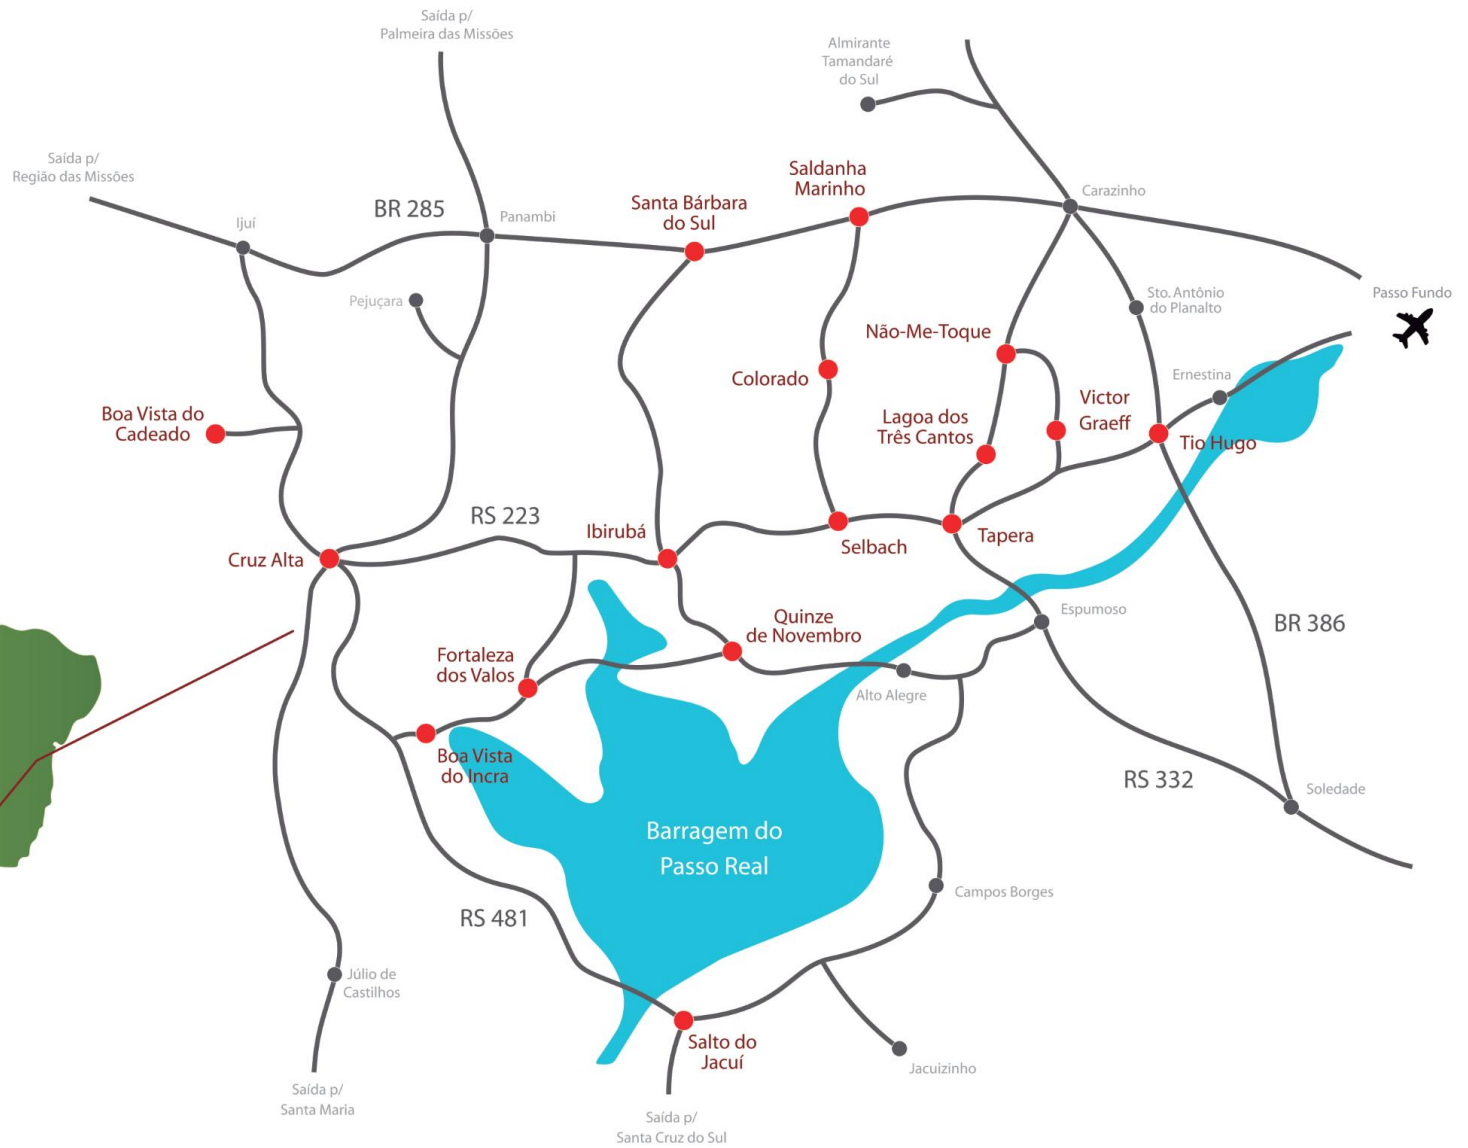 Saída p/
Palmeira das Missões
Almirante
Tamandaré
do Sul
Saída p/
Região das Missões
Saldanha
Marinho
Carazinho
Santa Bárbara
do Sul
BR 285
Panambi
Ijuí
Pejuçara
Sto. Antônio
do Planalto
Passo Fundo
Não-Me-Toque
Colorado
Ernestina
Boa Vista do
Cadeado
Lagoa dos
Três Cantos
Victor
Graeff
Tio Hugo
RS 223
Ibirubá
Selbach
Tapera
Cruz Alta
Espumoso
BR 386
Quinze
de Novembro
Fortaleza
dos Valos
Alto Alegre
Boa Vista
do Incra
RS 332
Soledade
Barragem do
Passo Real
Campos Borges
RS 481
Júlio de
Castilhos
Salto do
Jacuí
Jacuizinho
Saída p/
Santa Maria
Saída p/
Santa Cruz do Sul